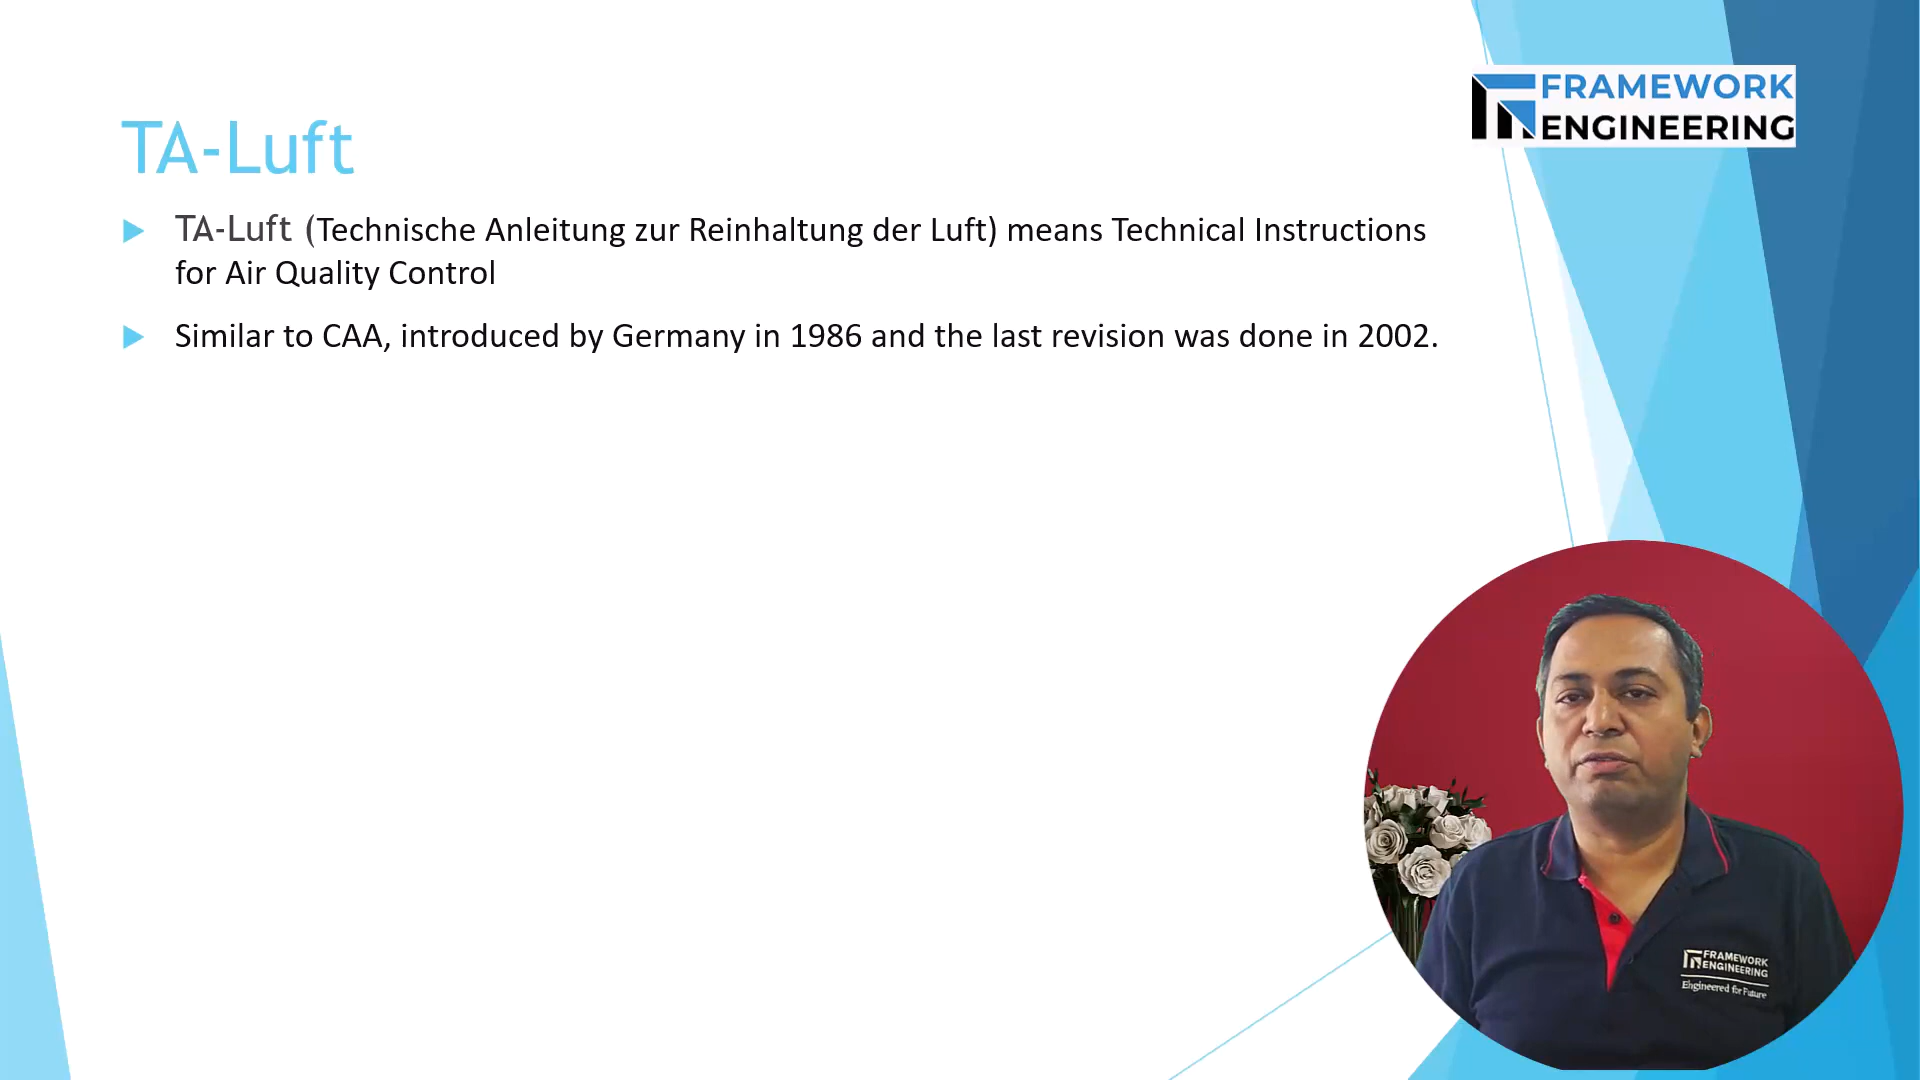 FRAMEWORK
ENGINEERING
TA-Luft
TA-Luft (Technische Anleitung zur Reinhaltung der Luft) means Technical Instructions
for Air Quality Control
Similar to CAA, introduced by Germany in 1986 and the last revision was done in 2002.
FRAMEWORK
ENGINEERING
Engineered for Future